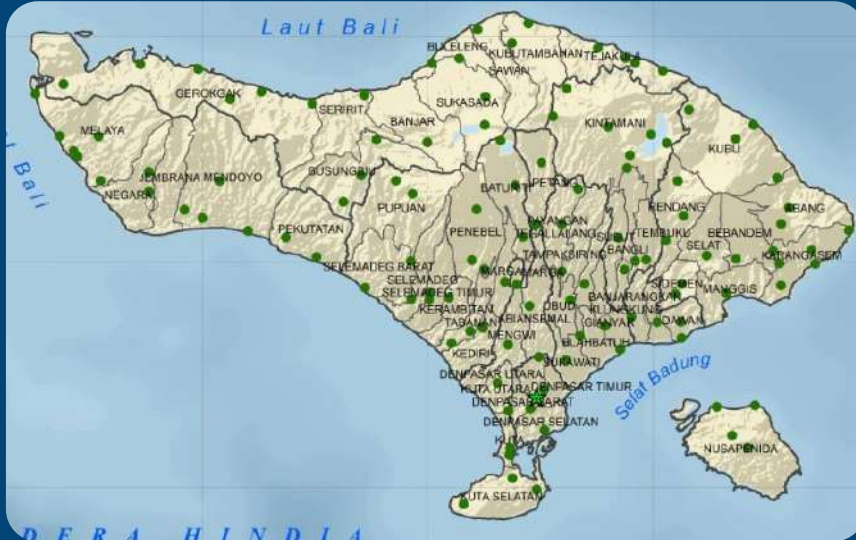 Laut Bali
BULELENG
KUBUTAMBAHAN
TEJAKULA
SAWAN
GEROKGAK
SERIRIT
SUKASADA
BANJAR
KINTAMANI
MELAYA
KUBU
t Bali
JEMBRANA
MENDOYO
BUSUNGBIU
NEGARA
PUPUAN
BATURITI
PETANG
RENDANG
ABANG
PEKUTATAN
PENEBEL
PAYANGAN
TEGALLALANG
TEMBUKU
BEBANDEM
BANGLI
SELAT
TAMPAKSIRING
KARANGASEM
SELEMADEG BARAT
MARGA
SELEMADEG
SIDEMEN
MANGGIS
SELEMADEG TIMUR
BANJARANGKAN
KERAMBITAN
UBUD
KLUNGKUNG
ABIANSEMAL
TABANAN
GIANYAR
DAWAN
MENGWI
BLAHBATUH
KEDIRI
SUKAWATI
DENPASAR UTARA
KUTA UTARA
DENPASAR TIMUR
DENPASAR BARAT
Selat Badung
DENPASAR SELATAN
KUTA
NUSAPENIDA
KUTA SELATAN
DERA HINDIA